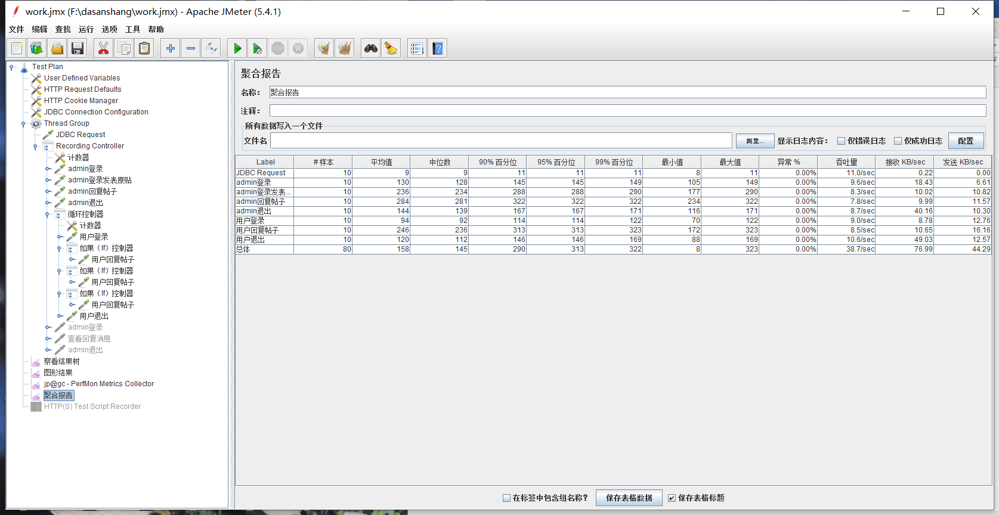 work.jmx (F:\dasanshang\work.jmx) - Apache JMeter (5.4.1)
文件 编辑 查找 运行 选项 工具 帮助
Test Plan
User Defined Variables
HTTP Request Defaults
HTTP Cookie Manager
JDBC Connection Configuration
Thread Group
JDBC Request
Recording Controller
计数器
admin登录
admin登录发表原贴
admin回复帖子
admin退出
循环控制器
计数器
用户登录
如果（If）控制器
用户回复帖子
如果（If）控制器
用户回复帖子
如果（If）控制器
用户回复帖子
用户退出
admin登录
查看回复消息
admin退出
察看结果树
图形结果
jp@gc - PerfMon Metrics Collector
聚合报告
HTTP(S) Test Script Recorder
聚合报告
名称： 聚合报告
注释：
所有数据写入一个文件
文件名 浏览... 显示日志内容： 仅错误日志 仅成功日志 配置
Label # 样本 平均值 中位数 90% 百分位 95% 百分位 99% 百分位 最小值 最大值 异常 % 吞吐量 接收 KB/sec 发送 KB/sec
JDBC Request 10 9 9 11 11 11 8 11 0.00% 11.0/sec 0.22 0.00
admin登录 10 130 128 145 145 149 105 149 0.00% 9.6/sec 18.43 6.61
admin登录发表... 10 236 234 288 288 290 177 290 0.00% 8.3/sec 10.02 10.82
admin回复帖子 10 284 281 322 322 322 234 322 0.00% 7.8/sec 9.99 11.57
admin退出 10 144 139 167 167 171 116 171 0.00% 8.7/sec 40.16 10.30
用户登录 10 94 92 114 114 122 70 122 0.00% 9.0/sec 8.78 12.76
用户回复帖子 10 246 236 313 313 323 172 323 0.00% 8.5/sec 10.65 16.16
用户退出 10 120 112 146 146 169 88 169 0.00% 10.6/sec 49.03 12.57
总体 80 158 145 290 313 322 8 323 0.00% 38.7/sec 76.99 44.29
在标签中包含组名称? 保存表格数据 保存表格标题